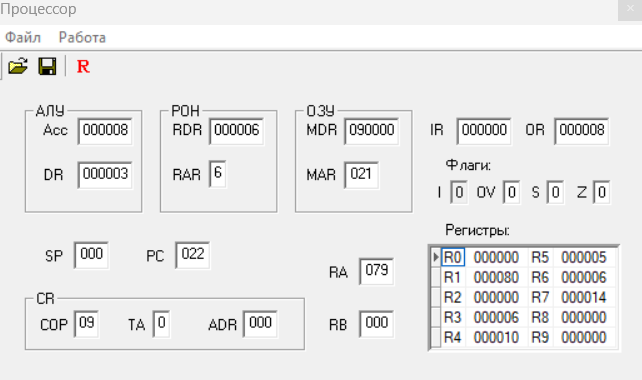 Процессор
Файл Работа
R
АЛУ РОН ОЗУ
Acc 000008 RDR 000006 MDR 090000 IR 000000 OR 000008
DR 000003 RAR 6 MAR 021
Флаги:
I 0 OV 0 S 0 Z 0
Регистры:
SP 000 PC 022
RA 079
CR
COP 09 TA 0 ADR 000 RB 000
R0 000000 R5 000005
R1 000080 R6 000006
R2 000000 R7 000014
R3 000006 R8 000000
R4 000010 R9 000000